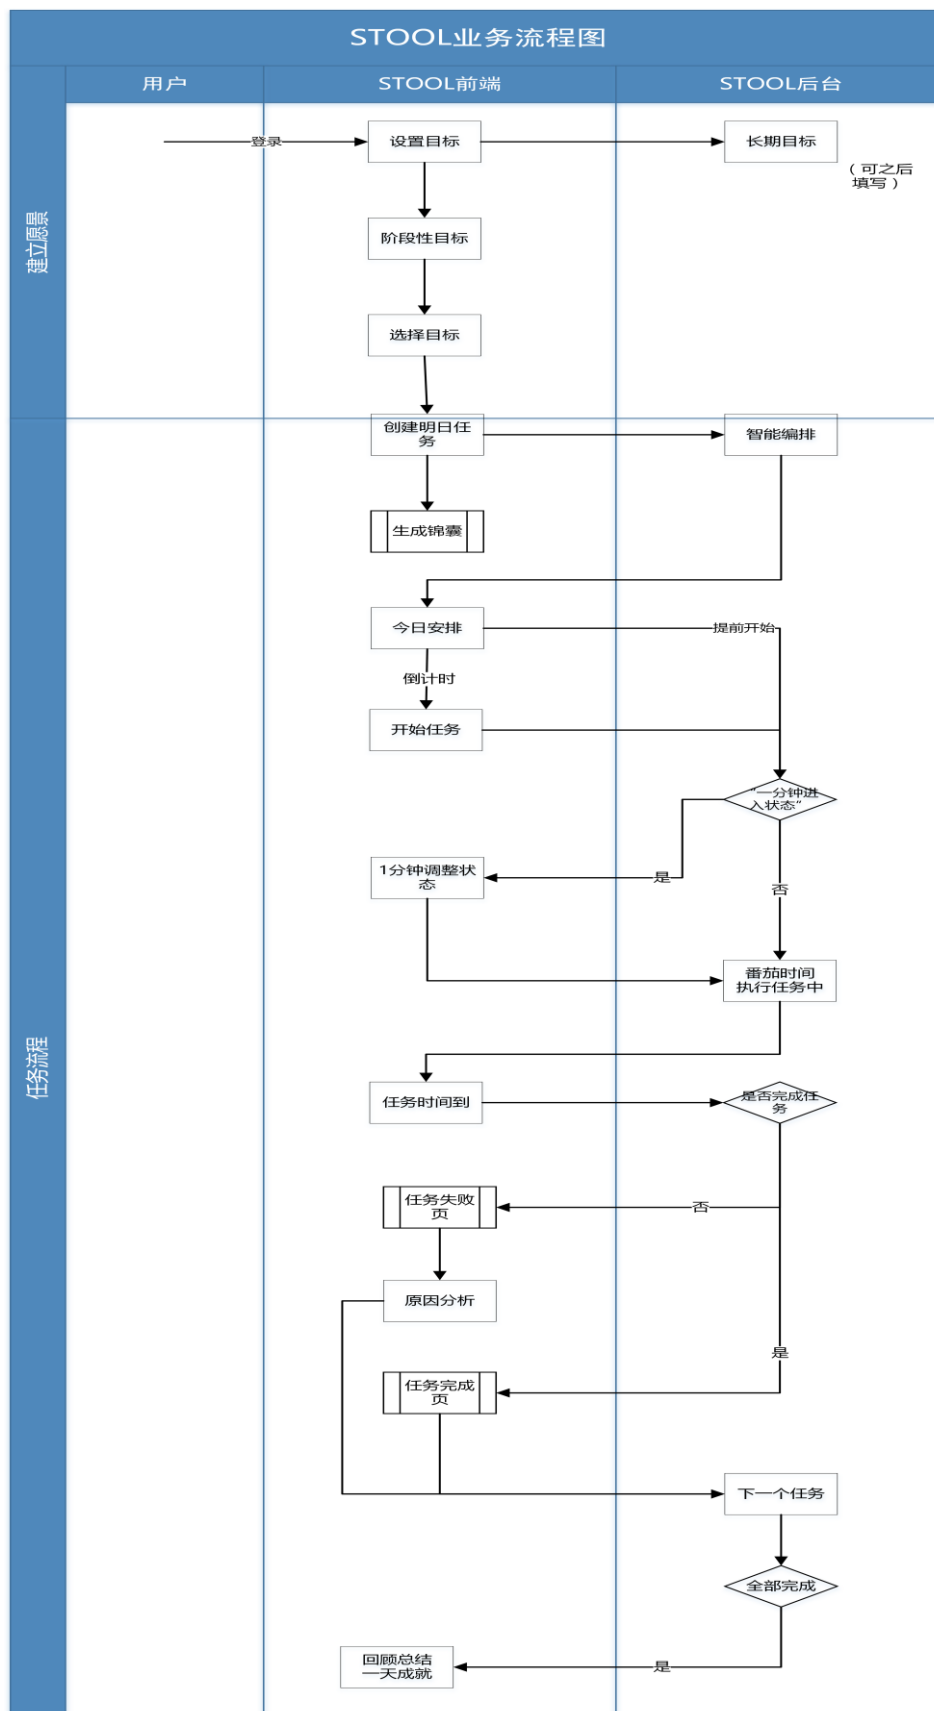 STOOL业务流程图
用户
STOOL前端
STOOL后台
建立愿景
登录
设置目标
长期目标
（可之后
填写）
阶段性目标
选择目标
任务流程
创建明日任
务
智能编排
生成锦囊
今日安排
提前开始
倒计时
开始任务
“一分钟进
入状态”
1分钟调整状
态
是
否
番茄时间
执行任务中
任务时间到
是否完成任
务
任务失败
页
否
原因分析
是
任务完成
页
下一个任务
全部完成
回顾总结
一天成就
是